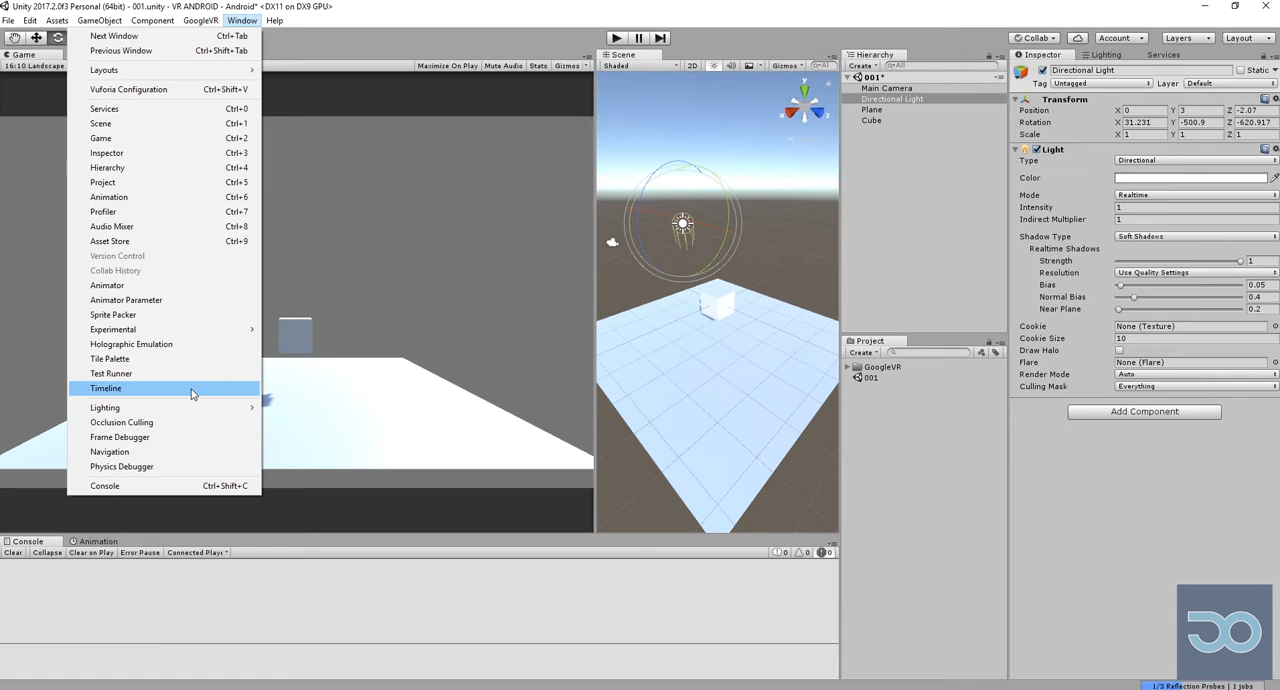 Unity 2017.2.0f3 Personal (64bit) - 001.unity - VR ANDROID - Android* <DX11 on DX9 GPU>
File Edit Assets GameObject Component GoogleVR Window Help
Collab Account Layers Layout
Game
16:10 Landscape
Maximize On Play Mute Audio Stats Gizmos
Next Window Ctrl+Tab
Previous Window Ctrl+Shift+Tab
Layouts
Vuforia Configuration Ctrl+Shift+V
Services Ctrl+0
Scene Ctrl+1
Game Ctrl+2
Inspector Ctrl+3
Hierarchy Ctrl+4
Project Ctrl+5
Animation Ctrl+6
Profiler Ctrl+7
Audio Mixer Ctrl+8
Asset Store Ctrl+9
Version Control
Collab History
Animator
Animator Parameter
Sprite Packer
Experimental
Holographic Emulation
Tile Palette
Test Runner
Timeline
Lighting
Occlusion Culling
Frame Debugger
Navigation
Physics Debugger
Console Ctrl+Shift+C
Scene
Shaded 2D Gizmos All
y
x z
Hierarchy
Create All
001*
Main Camera
Directional Light
Plane
Cube
Project
Create
GoogleVR
001
Inspector Lighting Services
Directional Light Static
Tag Untagged Layer Default
Transform
Position X 0 Y 3 Z -2.07
Rotation X 31.231 Y -500.9 Z -620.917
Scale X 1 Y 1 Z 1
Light
Type Directional
Color
Mode Realtime
Intensity 1
Indirect Multiplier 1
Shadow Type Soft Shadows
Realtime Shadows
Strength 1
Resolution Use Quality Settings
Bias 0.05
Normal Bias 0.4
Near Plane 0.2
Cookie None (Texture)
Cookie Size 10
Draw Halo
Flare None (Flare)
Render Mode Auto
Culling Mask Everything
Add Component
Console Animation
Clear Collapse Clear on Play Error Pause Connected Play 0 0 0
1/3 Reflection Probes | 1 jobs